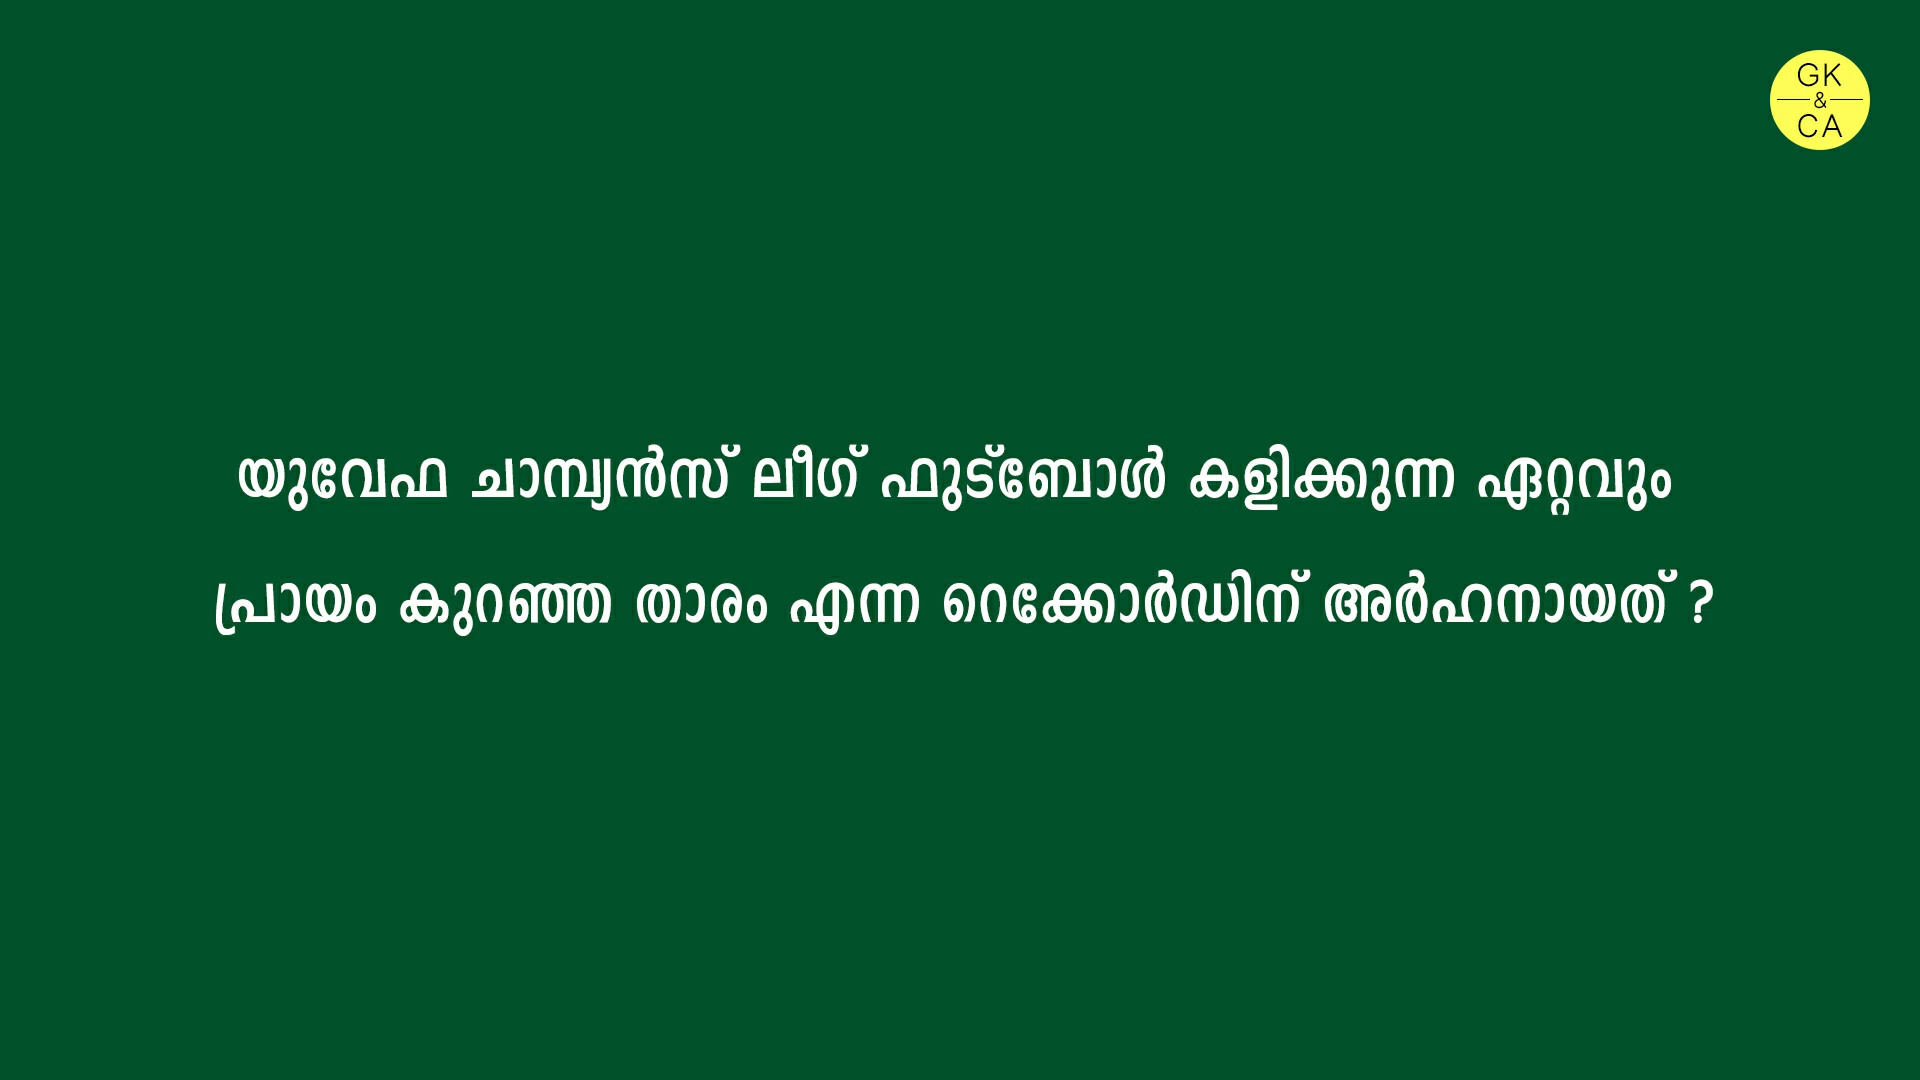 GK
&
CA
യുവേഫ ചാമ്പ്യൻസ് ലീഗ് ഫുട്ബോൾ കളിക്കുന്ന ഏറ്റവും
പ്രായം കുറഞ്ഞ താരം എന്ന റെക്കോർഡിന് അർഹനായത് ?